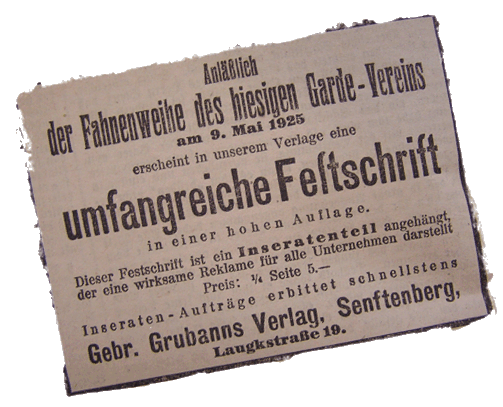 Anläßlich
der Fahnenweihe des hiesigen Garde-Vereins
am 9. Mai 1925
erscheint in unserem Verlage eine
umfangreiche Festschrift
in einer hohen Auflage.
Dieser Festschrift ist ein Inseratenteil angehängt,
der eine wirksame Reklame für alle Unternehmen darstellt
Preis: ¼ Seite 5.—
Inseraten-Aufträge erbittet schnellstens
Gebr. Grubanns Verlag, Senftenberg,
Laugkstraße 19.